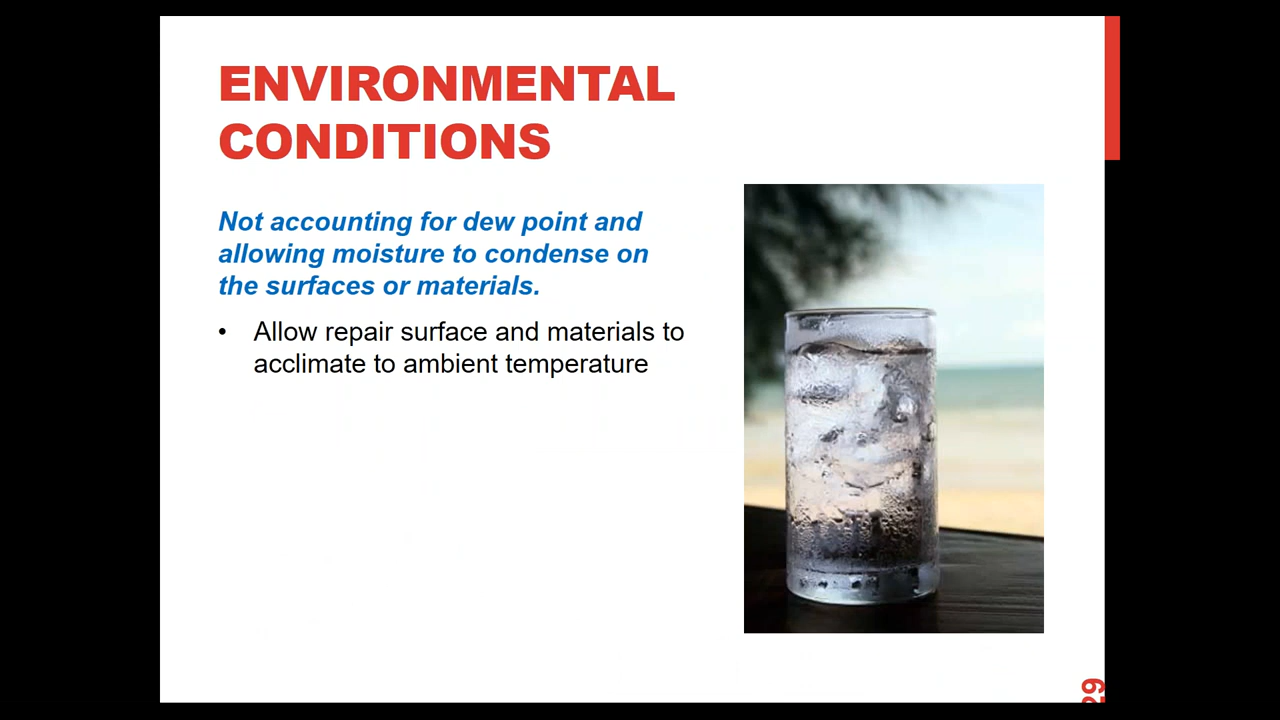 ENVIRONMENTAL
CONDITIONS
Not accounting for dew point and
allowing moisture to condense on
the surfaces or materials.
• Allow repair surface and materials to
acclimate to ambient temperature
29